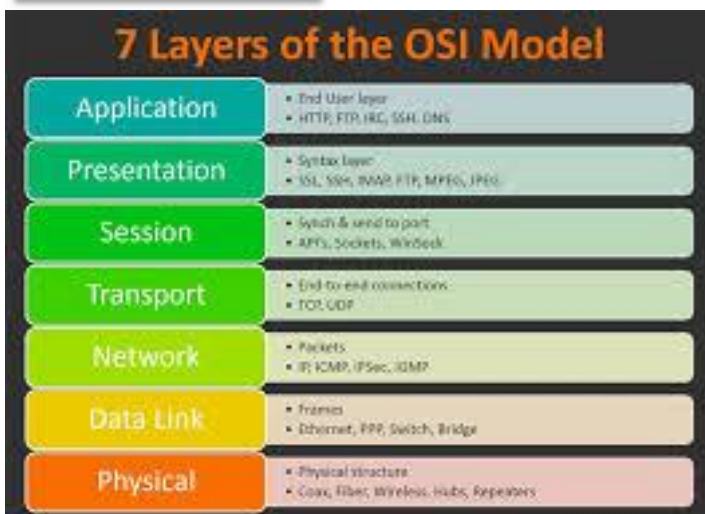 7 Layers of the OSI Model
Application
• End User layer
• HTTP, FTP, IRC, SSH, DNS
Presentation
• Syntax layer
• SSL, SSH, IMAP, FTP, MPEG, JPEG
Session
• Synch & send to port
• API's, Sockets, WinSock
Transport
• End-to-end connections
• TCP, UDP
Network
• Packets
• IP, ICMP, IPSec, IGMP
Data Link
• Frames
• Ethernet, PPP, Switch, Bridge
Physical
• Physical structure
• Coax, Fiber, Wireless, Hubs, Repeaters